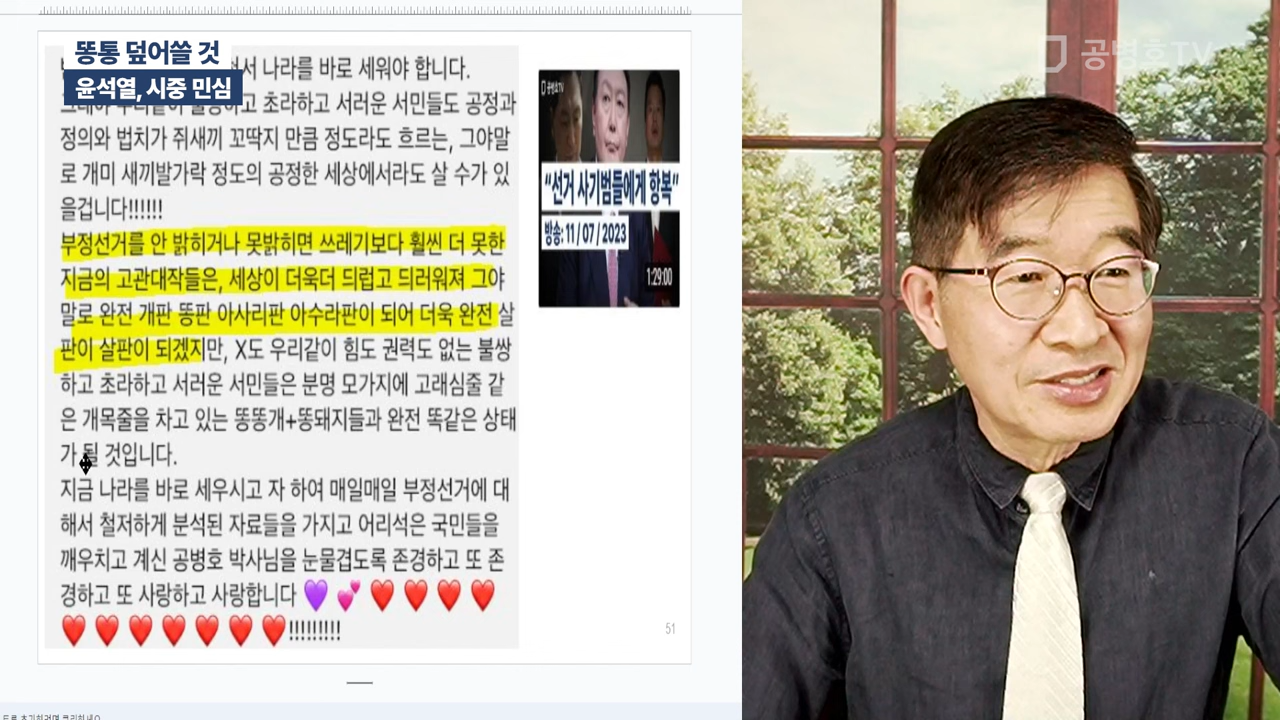 똥통 덮어쓸 것
윤석열, 시중 민심
서 나라를 바로 세워야 합니다.
고 초라하고 서러운 서민들도 공정과
정의와 법치가 쥐새끼 꼬딱지 만큼 정도라도 흐르는, 그야말
로 개미 새끼발가락 정도의 공정한 세상에서라도 살 수가 있
을겁니다!!!!!!
부정선거를 안 밝히거나 못밝히면 쓰레기보다 훨씬 더 못한
지금의 고관대작들은, 세상이 더욱더 듸럽고 듸러워져 그야
말로 완전 개판 똥판 아사리판 아수라판이 되어 더욱 완전 살
판이 살판이 되겠지만, X도 우리같이 힘도 권력도 없는 불쌍
하고 초라하고 서러운 서민들은 분명 모가지에 고래심줄 같
은 개목줄을 차고 있는 똥똥개+똥돼지들과 완전 똑같은 상태
가 될 것입니다.
지금 나라를 바로 세우시고 자 하여 매일매일 부정선거에 대
해서 철저하게 분석된 자료들을 가지고 어리석은 국민들을
깨우치고 계신 공병호 박사님을 눈물겹도록 존경하고 또 존
경하고 또 사랑하고 사랑합니다 💜 💕 ❤️ ❤️ ❤️ ❤️
❤️ ❤️ ❤️ ❤️ ❤️ ❤️ ❤️!!!!!!!!!
공병호TV
“선거 사기범들에게 항복”
방송: 11 / 07 / 2023
1:29:00
51
공병호TV